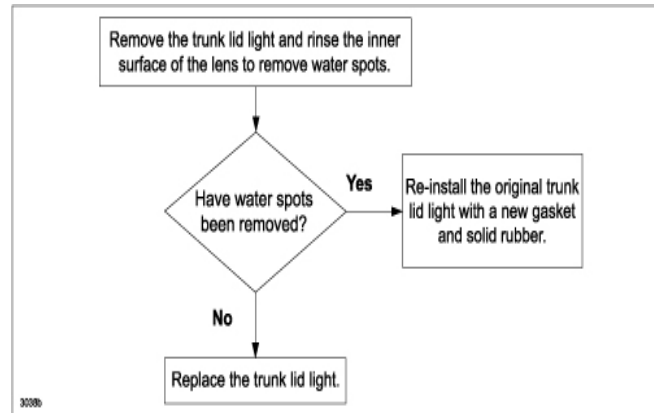 Remove the trunk lid light and rinse the inner
surface of the lens to remove water spots.
Have water spots
been removed?
Yes
Re-install the original trunk
lid light with a new gasket
and solid rubber.
No
Replace the trunk lid light.
3038b